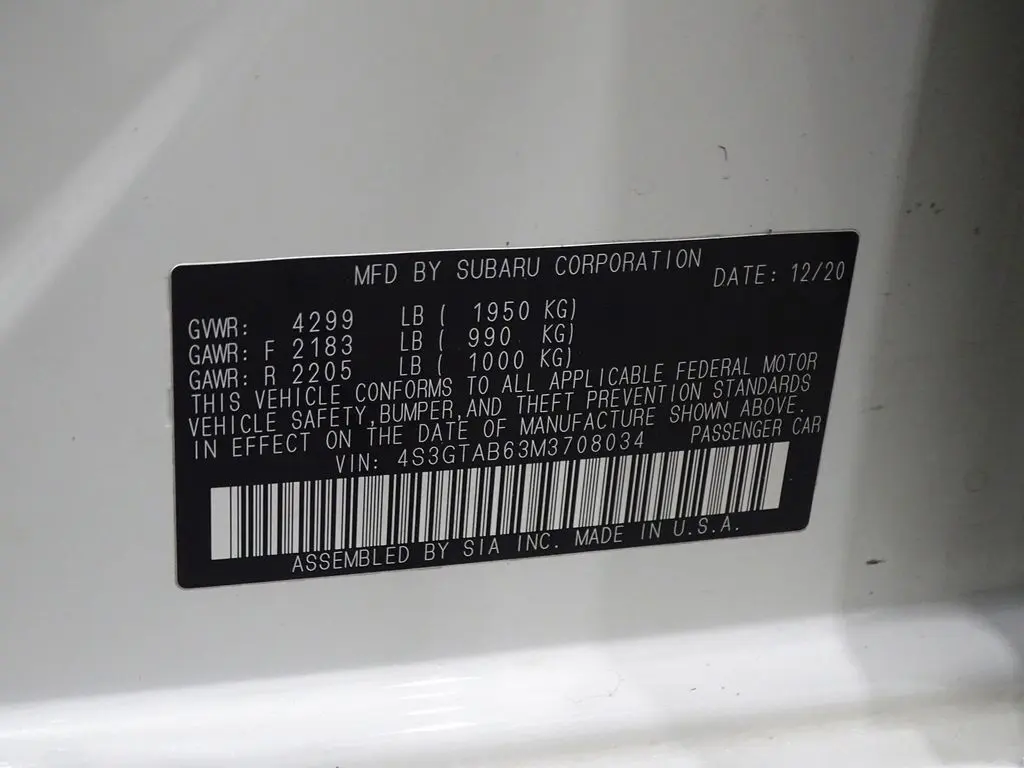 MFD BY SUBARU CORPORATION DATE: 12/20
GVWR: 4299 LB ( 1950 KG)
GAWR: F 2183 LB ( 990 KG)
GAWR: R 2205 LB ( 1000 KG)
THIS VEHICLE CONFORMS TO ALL APPLICABLE FEDERAL MOTOR
VEHICLE SAFETY,BUMPER,AND THEFT PREVENTION STANDARDS
IN EFFECT ON THE DATE OF MANUFACTURE SHOWN ABOVE.
VIN: 4S3GTAB63M3708034 PASSENGER CAR
ASSEMBLED BY SIA INC. MADE IN U.S.A.